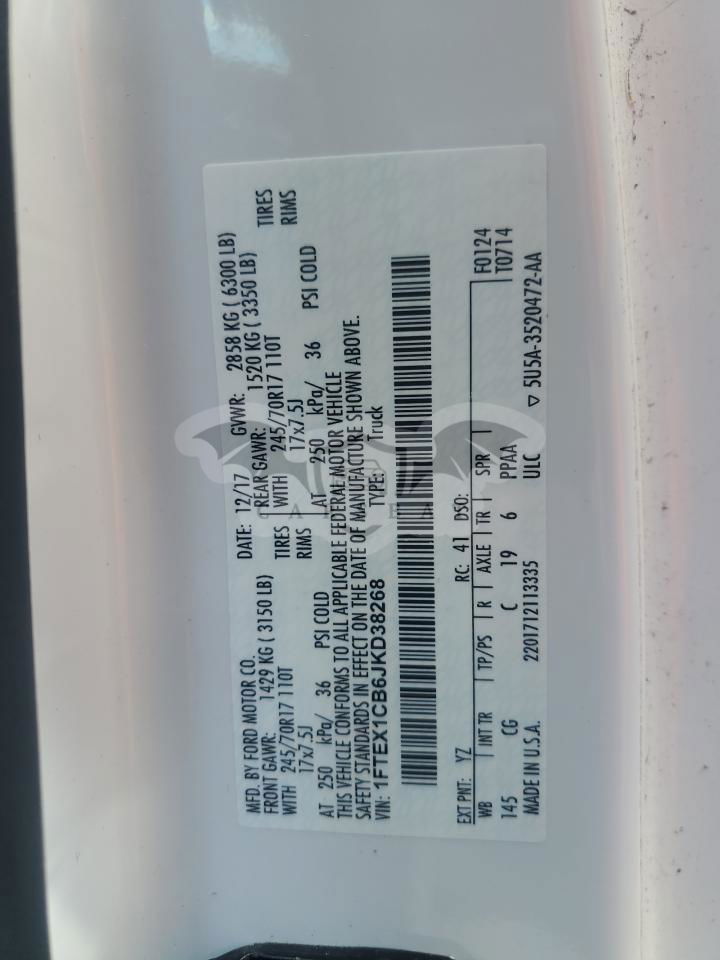 MFD. BY FORD MOTOR CO. DATE: 12/17 GVWR: 2858 KG ( 6300 LB)
FRONT GAWR: 1429 KG ( 3150 LB) REAR GAWR: 1520 KG ( 3350 LB)
WITH 245/70R17 110T TIRES WITH 245/70R17 110T TIRES
17x7.5J RIMS 17x7.5J RIMS
AT 250 kPa/ 36 PSI COLD AT 250 kPa/ 36 PSI COLD
THIS VEHICLE CONFORMS TO ALL APPLICABLE FEDERAL MOTOR VEHICLE
SAFETY STANDARDS IN EFFECT ON THE DATE OF MANUFACTURE SHOWN ABOVE.
VIN: 1FTEX1CB6JKD38268 TYPE: Truck
EXT PNT: YZ RC: 41 DSO:
WB INT TR TP/PS R AXLE TR SPR F0124
145 CG C 19 6 PPAA T0714
MADE IN U.S.A. 2201712113335 ULC ▽ 5U5A-3520472-AA